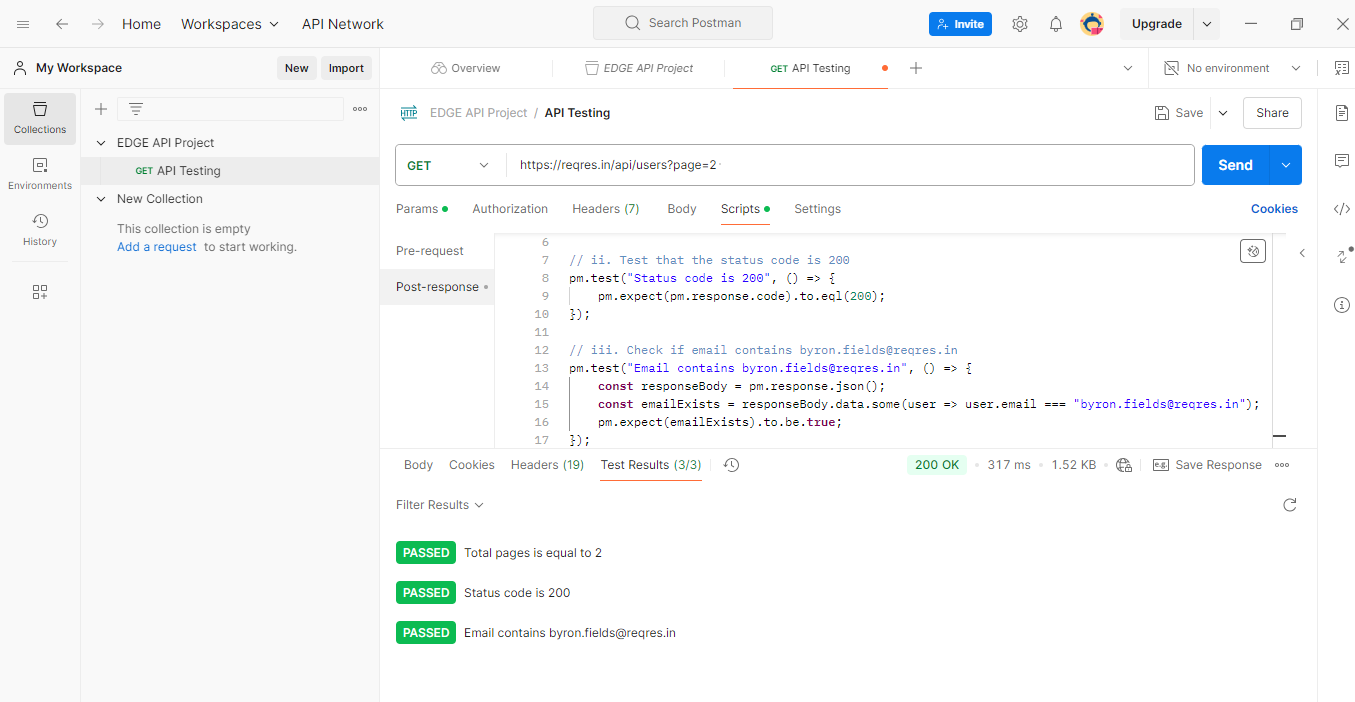 Home Workspaces API Network Search Postman Invite Upgrade
My Workspace New Import Overview EDGE API Project GET API Testing No environment
Collections
Environments
History
EDGE API Project
GET API Testing
New Collection
This collection is empty
Add a request to start working.
HTTP EDGE API Project / API Testing Save Share
GET https://reqres.in/api/users?page=2 Send
Params Authorization Headers (7) Body Scripts Settings Cookies
Pre-request
Post-response
6
7 // ii. Test that the status code is 200
8 pm.test("Status code is 200", () => {
9 pm.expect(pm.response.code).to.eql(200);
10 });
11
12 // iii. Check if email contains byron.fields@reqres.in
13 pm.test("Email contains byron.fields@reqres.in", () => {
14 const responseBody = pm.response.json();
15 const emailExists = responseBody.data.some(user => user.email === "byron.fields@reqres.in");
16 pm.expect(emailExists).to.be.true;
17 });
Body Cookies Headers (19) Test Results (3/3) 200 OK 317 ms 1.52 KB e.g. Save Response
Filter Results
PASSED Total pages is equal to 2
PASSED Status code is 200
PASSED Email contains byron.fields@reqres.in